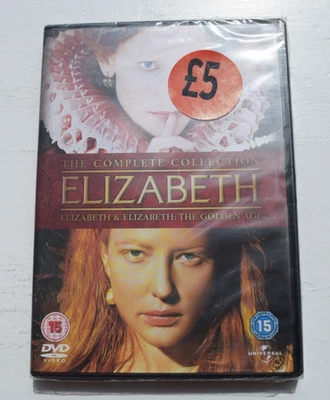 £5
THE COMPLETE COLLECTION
ELIZABETH
ELIZABETH & ELIZABETH: THE GOLDEN AGE
15
15
DVD
VIDEO
UNIVERSAL